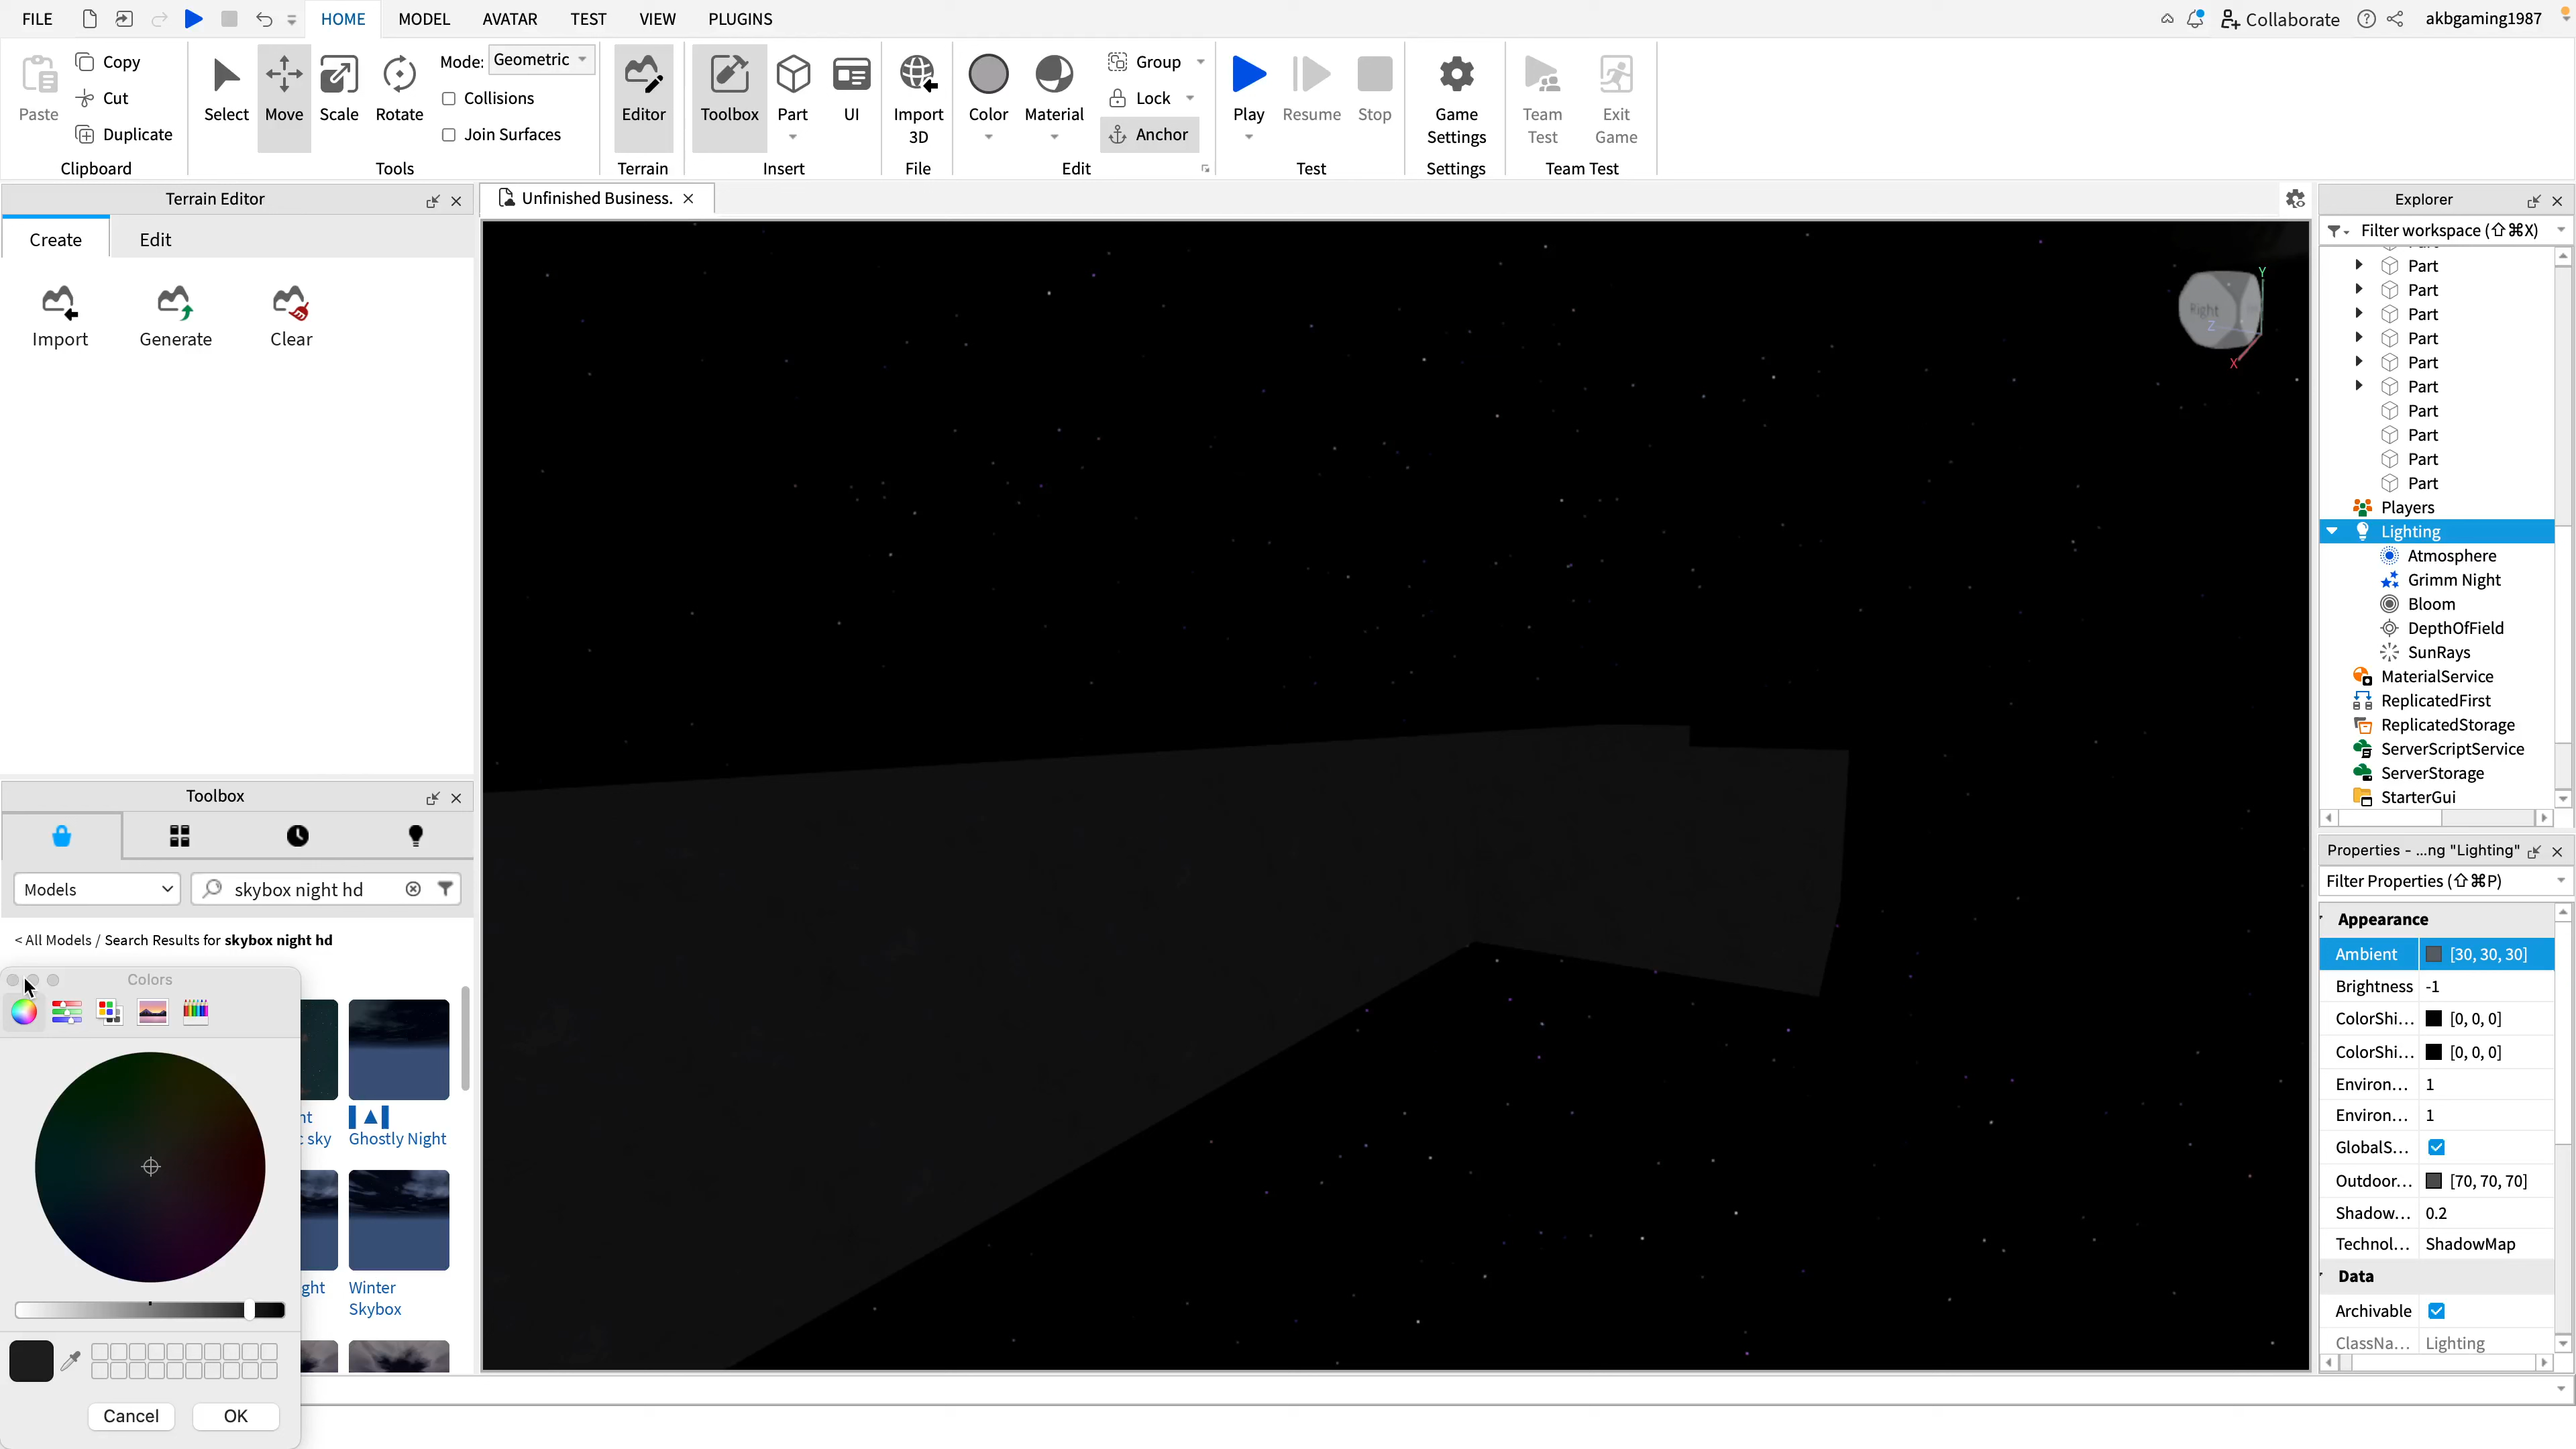 FILE
HOME
MODEL
AVATAR
TEST
VIEW
PLUGINS
Collaborate
akbgaming1987
Paste
Copy
Cut
Duplicate
Clipboard
Select
Move
Scale
Rotate
Mode: Geometric
Collisions
Join Surfaces
Tools
Editor
Terrain
Toolbox
Part
UI
Insert
Import
3D
File
Color
Material
Group
Lock
Anchor
Edit
Play
Resume
Stop
Test
Game
Settings
Settings
Team
Test
Exit
Game
Team Test
Terrain Editor
Create
Edit
Import
Generate
Clear
Unfinished Business.
Right
Y
Z
X
Explorer
Filter workspace (⇧⌘X)
Part
Part
Part
Part
Part
Part
Part
Part
Part
Part
Players
Lighting
Atmosphere
Grimm Night
Bloom
DepthOfField
SunRays
MaterialService
ReplicatedFirst
ReplicatedStorage
ServerScriptService
ServerStorage
StarterGui
Properties - ...ng "Lighting"
Filter Properties (⇧⌘P)
Appearance
Ambient [30, 30, 30]
Brightness -1
ColorShi... [0, 0, 0]
ColorShi... [0, 0, 0]
Environ... 1
Environ... 1
GlobalS...
Outdoor... [70, 70, 70]
Shadow... 0.2
Technol... ShadowMap
Data
Archivable
ClassNa... Lighting
Toolbox
Models
skybox night hd
< All Models / Search Results for skybox night hd
Colors
sky
Ghostly Night
ght
Winter
Skybox
Cancel
OK